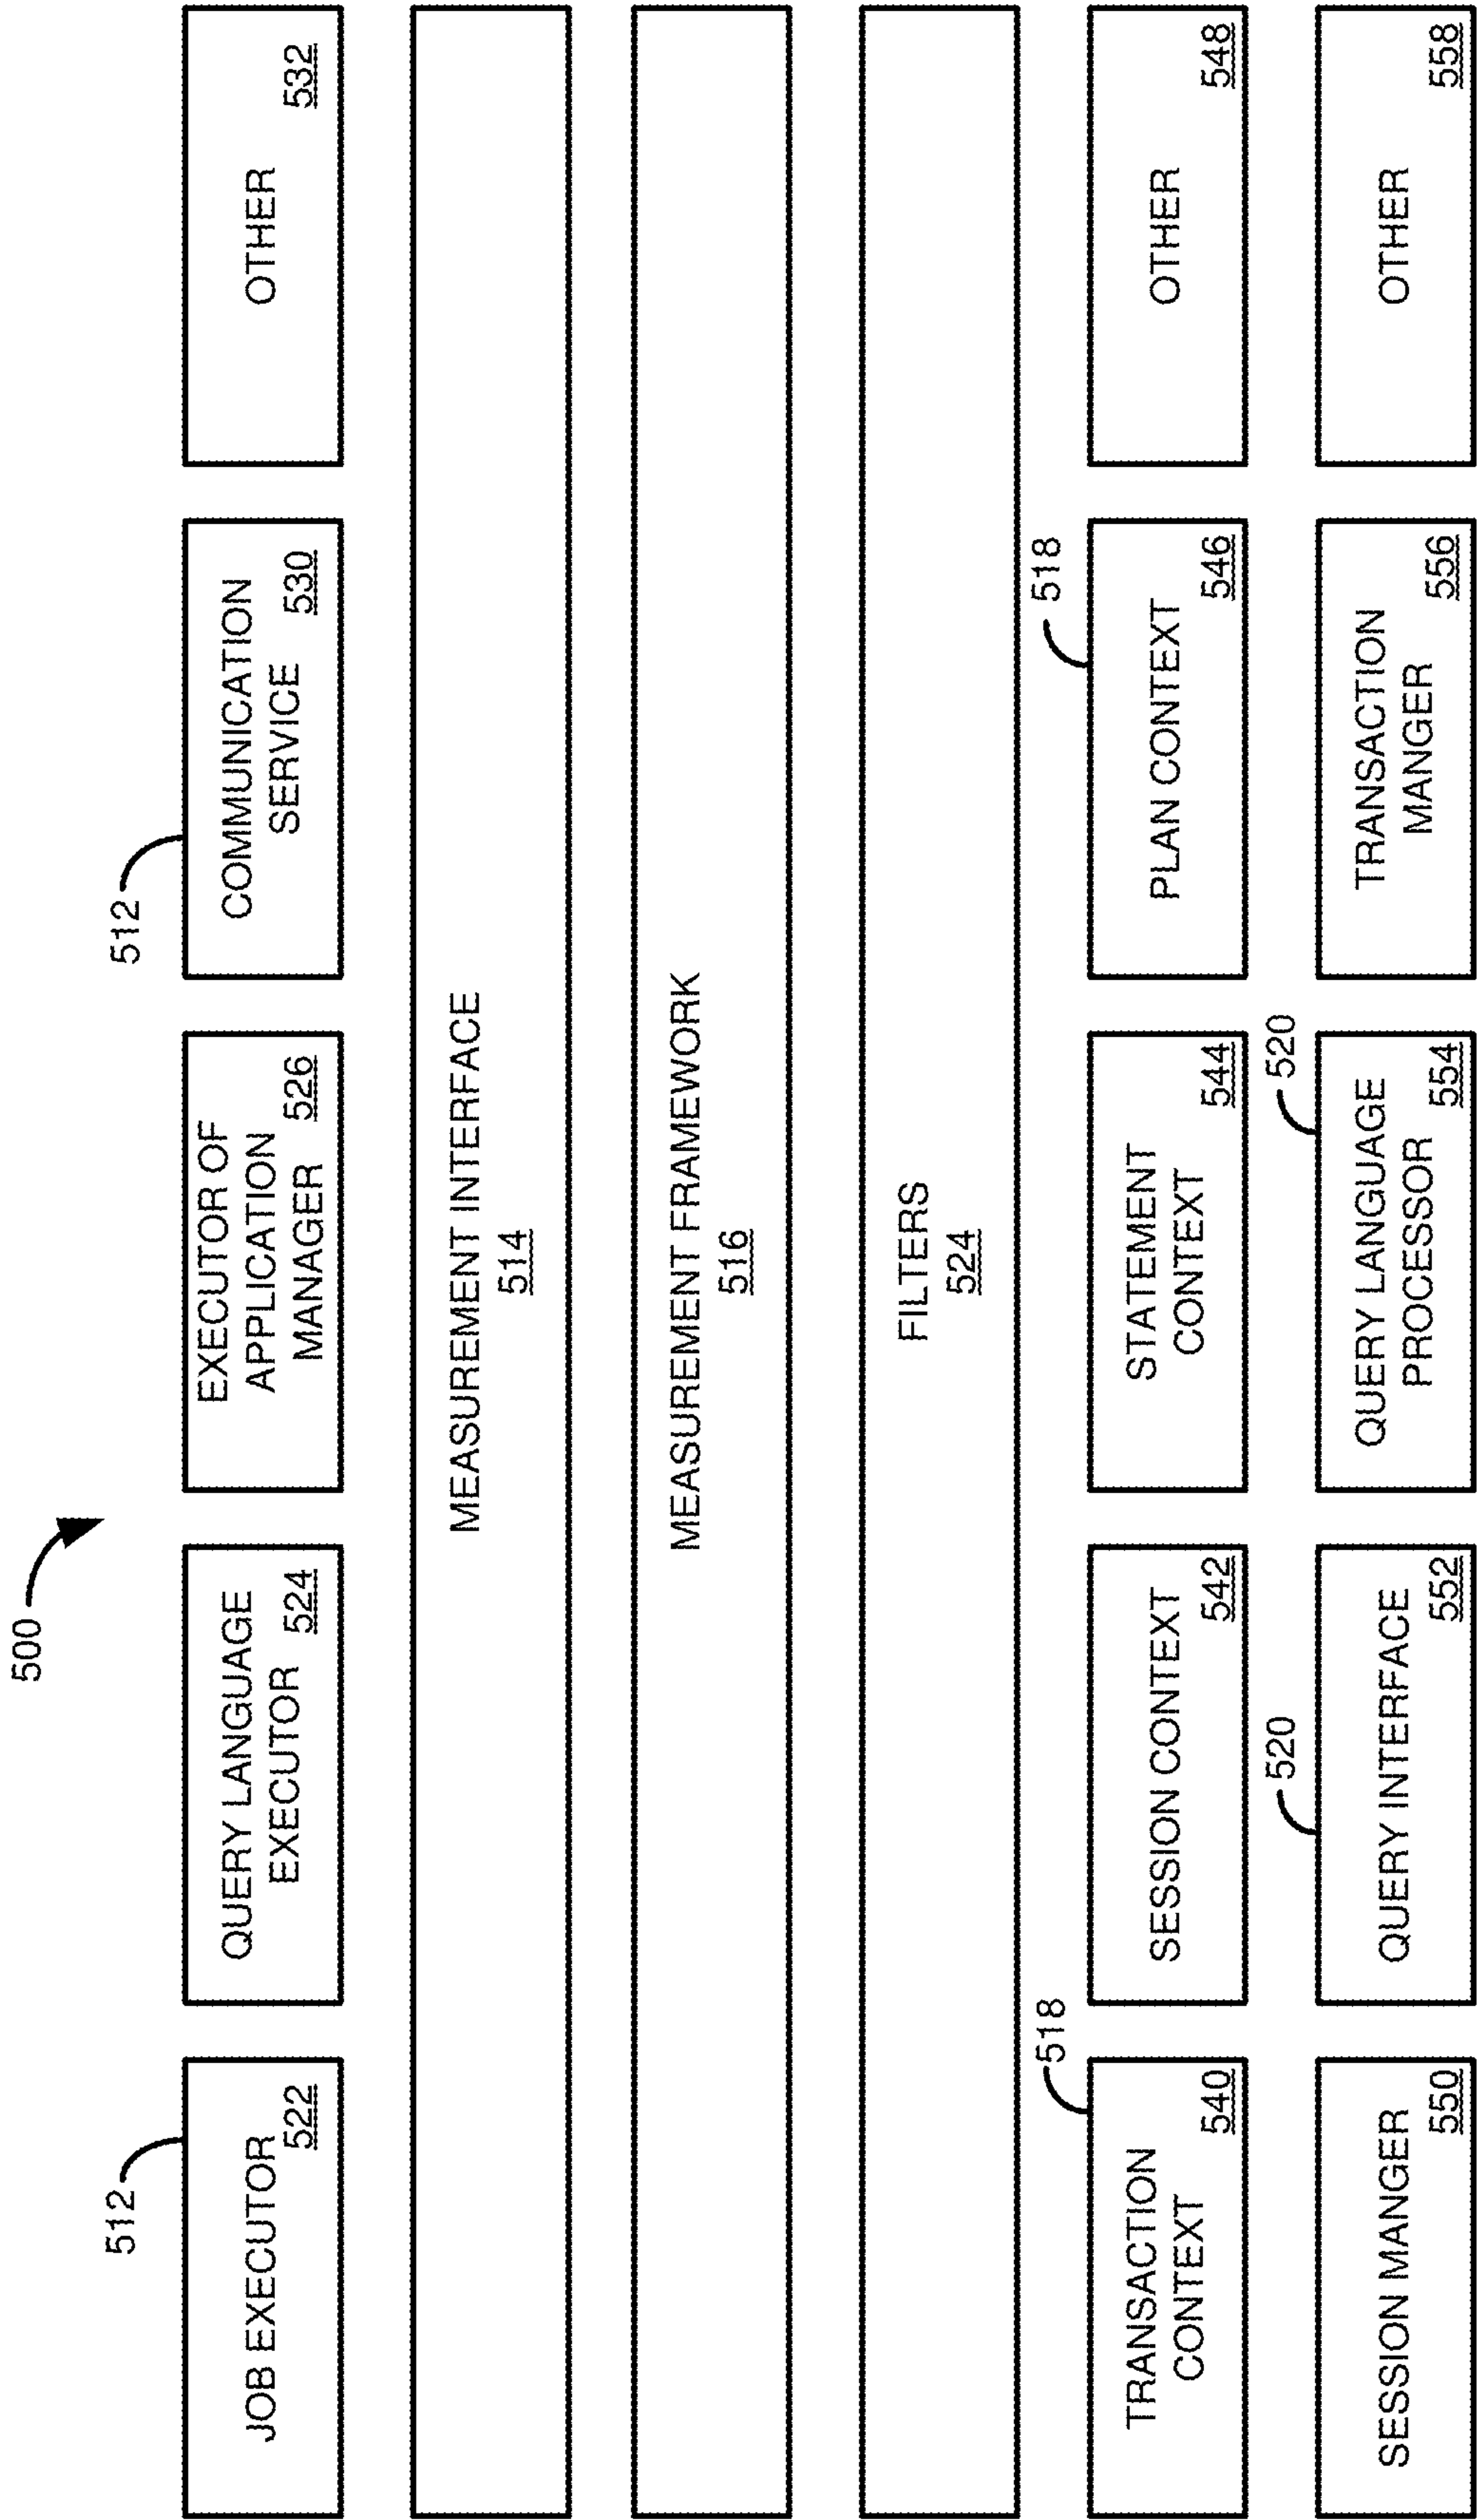 500
512
512
JOB EXECUTOR
522
QUERY LANGUAGE
EXECUTOR 524
EXECUTOR OF
APPLICATION
MANAGER 526
COMMUNICATION
SERVICE 530
OTHER
532
MEASUREMENT INTERFACE
514
MEASUREMENT FRAMEWORK
516
FILTERS
524
518
518
TRANSACTION
CONTEXT
540
SESSION CONTEXT
542
STATEMENT
CONTEXT
544
PLAN CONTEXT
546
OTHER
548
520
520
SESSION MANGER
550
QUERY INTERFACE
552
QUERY LANGUAGE
PROCESSOR
554
TRANSACTION
MANGER
556
OTHER
558